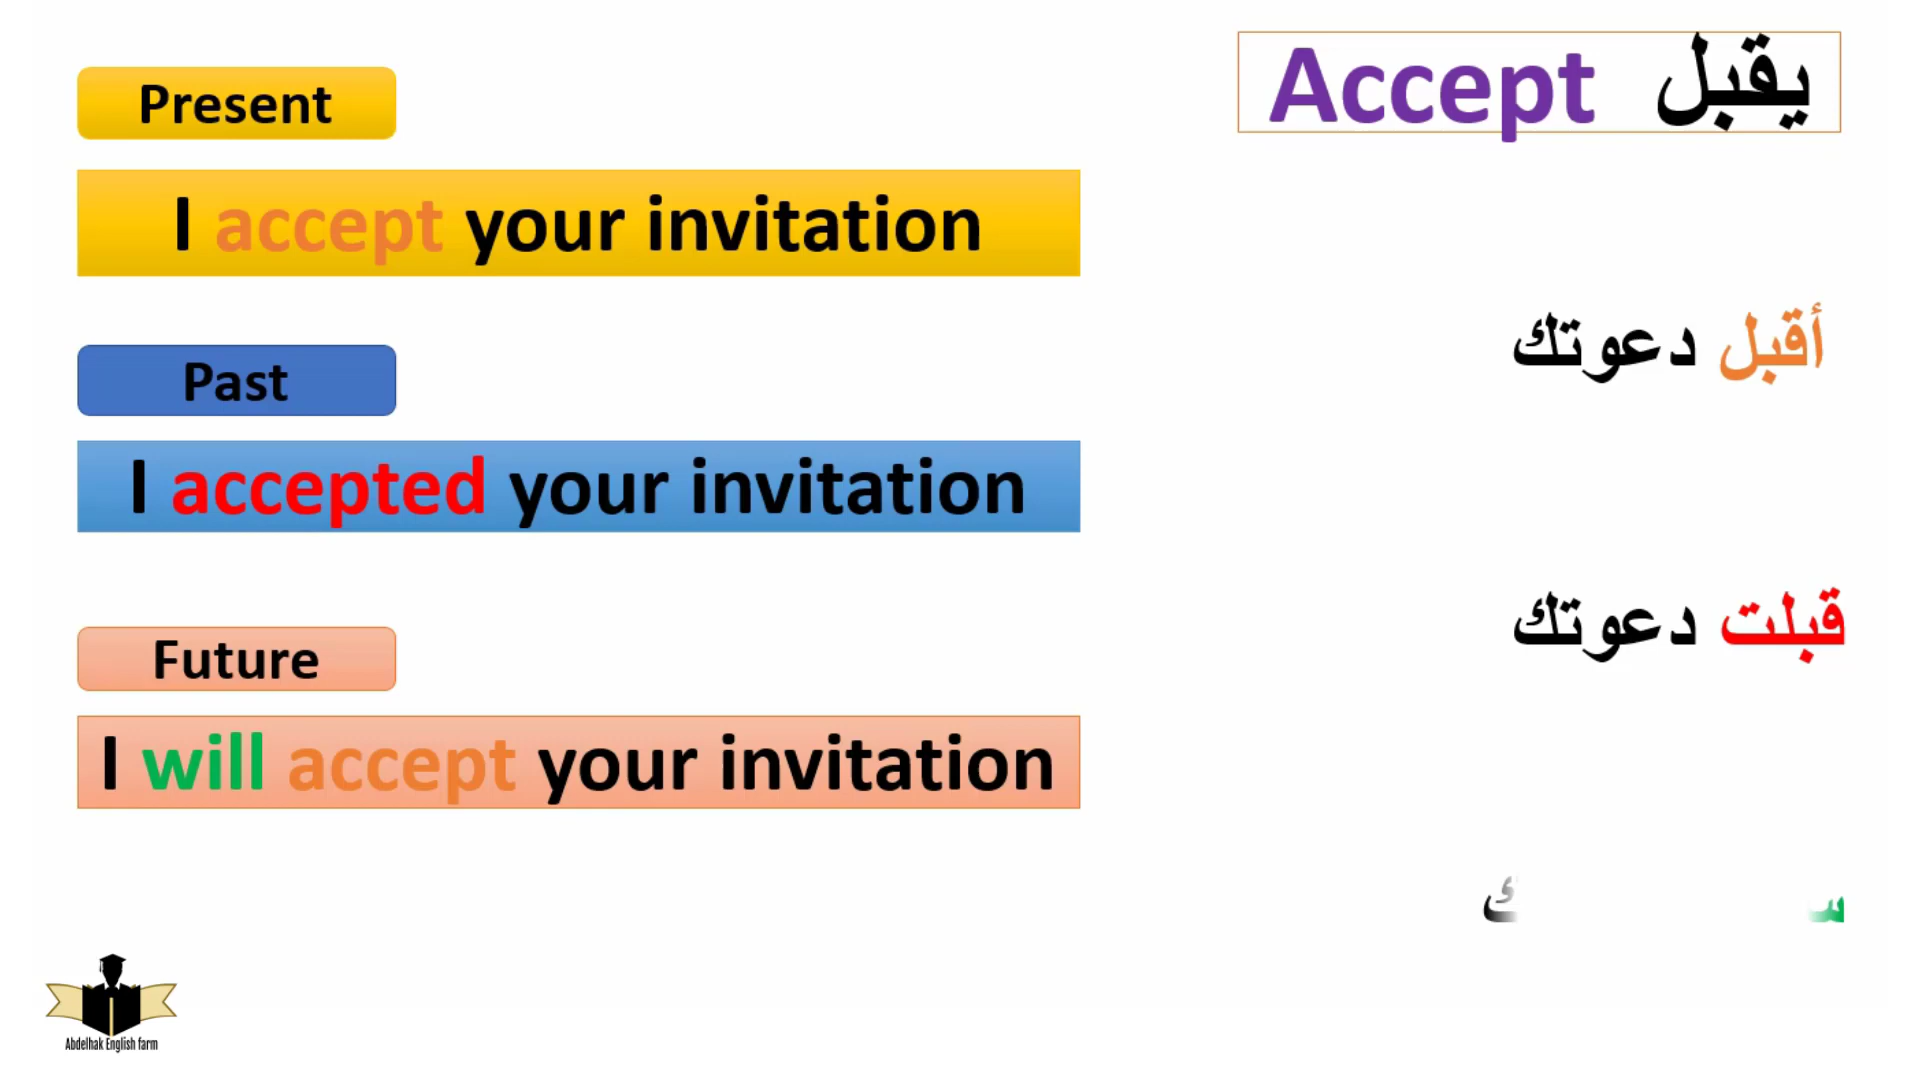 Accept يقبل
Present
I accept your invitation
أقبل دعوتك
Past
I accepted your invitation
قبلت دعوتك
Future
I will accept your invitation
Abdelhak English farm